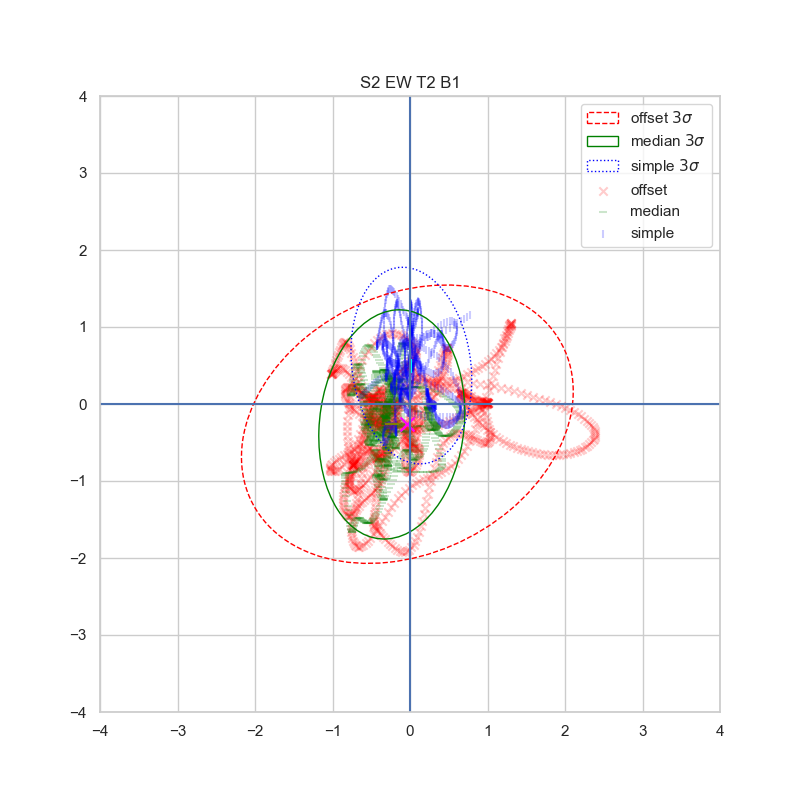 S2 EW T2 B1
offset 3σ
median 3σ
simple 3σ
offset
median
simple
4
3
2
1
0
−1
−2
−3
−4
−4 −3 −2 −1 0 1 2 3 4